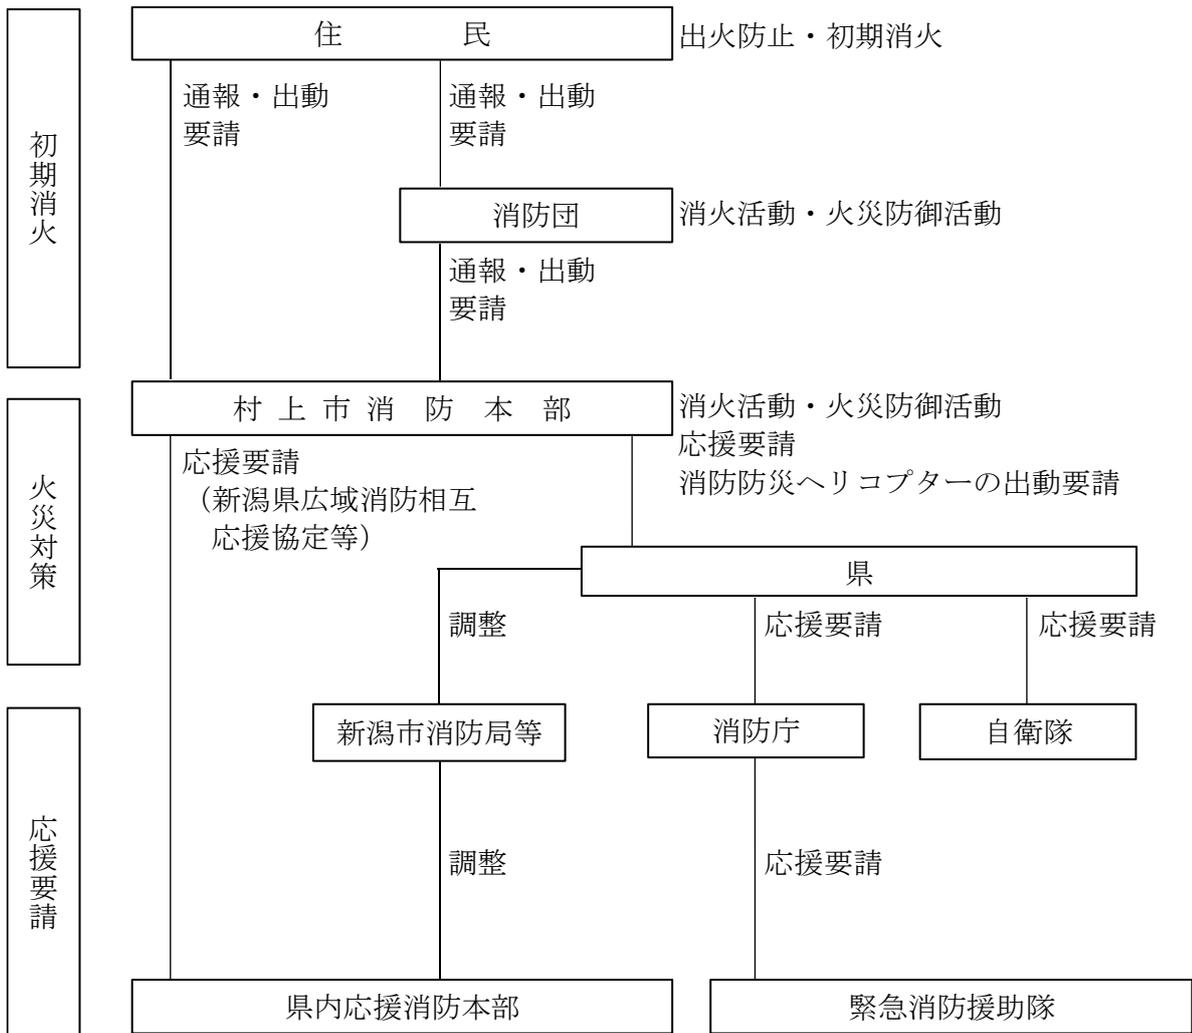 住 民
出火防止・初期消火
通報・出動
要請
通報・出動
要請
初期消火
消防団
消火活動・火災防御活動
通報・出動
要請
村 上 市 消 防 本 部
消火活動・火災防御活動
応援要請
消防防災ヘリコプターの出動要請
応援要請
（新潟県広域消防相互
応援協定等）
火災対策
県
調整
応援要請
応援要請
新潟市消防局等
消防庁
自衛隊
応援要請
調整
応援要請
県内応援消防本部
緊急消防援助隊